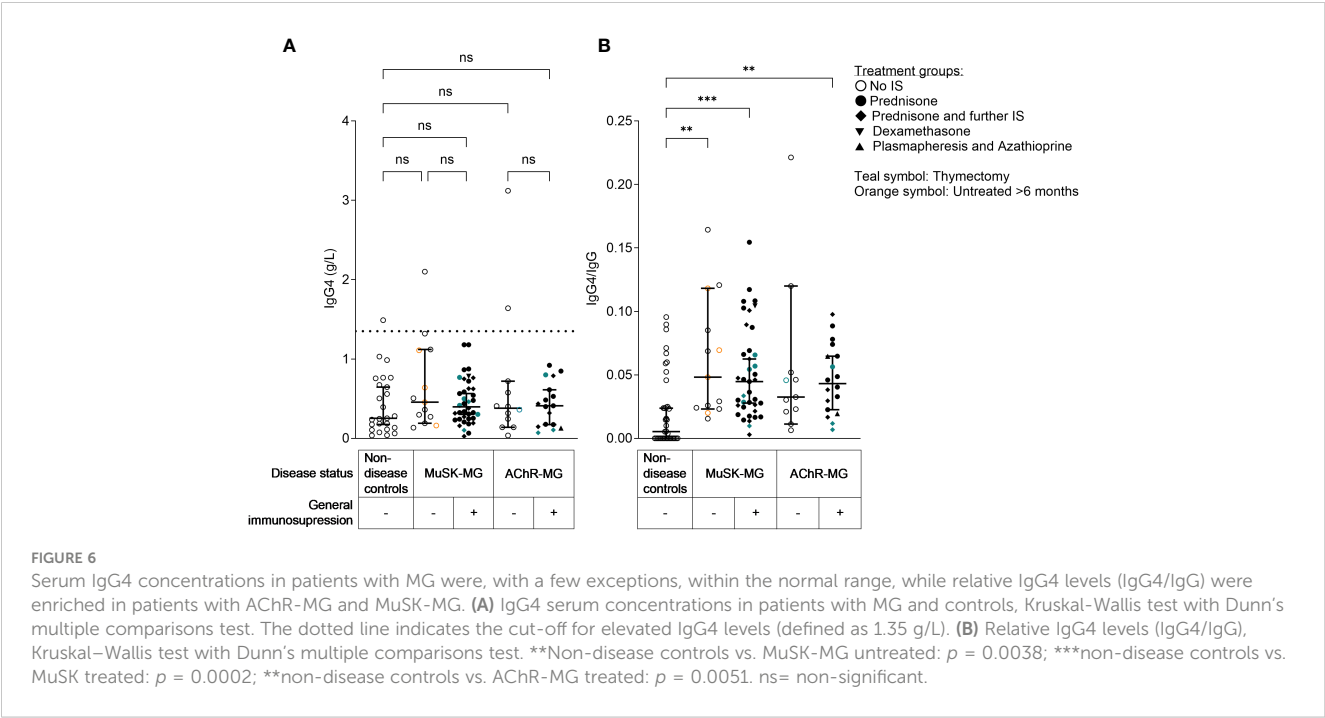 A
ns
ns
ns
ns
ns
ns
4
3
2
1
0
IgG4 (g/L)
Disease status
Non-
disease
controls
MuSK-MG
AChR-MG
General
immunosupression
-
-
+
-
+
B
**
***
**
0.25
0.20
0.15
0.10
0.05
0.00
IgG4/IgG
Non-
disease
controls
MuSK-MG
AChR-MG
-
-
+
-
+
Treatment groups:
No IS
Prednisone
Prednisone and further IS
Dexamethasone
Plasmapheresis and Azathioprine
Teal symbol: Thymectomy
Orange symbol: Untreated >6 months
FIGURE 6
Serum IgG4 concentrations in patients with MG were, with a few exceptions, within the normal range, while relative IgG4 levels (IgG4/IgG) were
enriched in patients with AChR-MG and MuSK-MG. (A) IgG4 serum concentrations in patients with MG and controls, Kruskal-Wallis test with Dunn's
multiple comparisons test. The dotted line indicates the cut-off for elevated IgG4 levels (defined as 1.35 g/L). (B) Relative IgG4 levels (IgG4/IgG),
Kruskal–Wallis test with Dunn's multiple comparisons test. **Non-disease controls vs. MuSK-MG untreated: p = 0.0038; ***non-disease controls vs.
MuSK treated: p = 0.0002; **non-disease controls vs. AChR-MG treated: p = 0.0051. ns= non-significant.